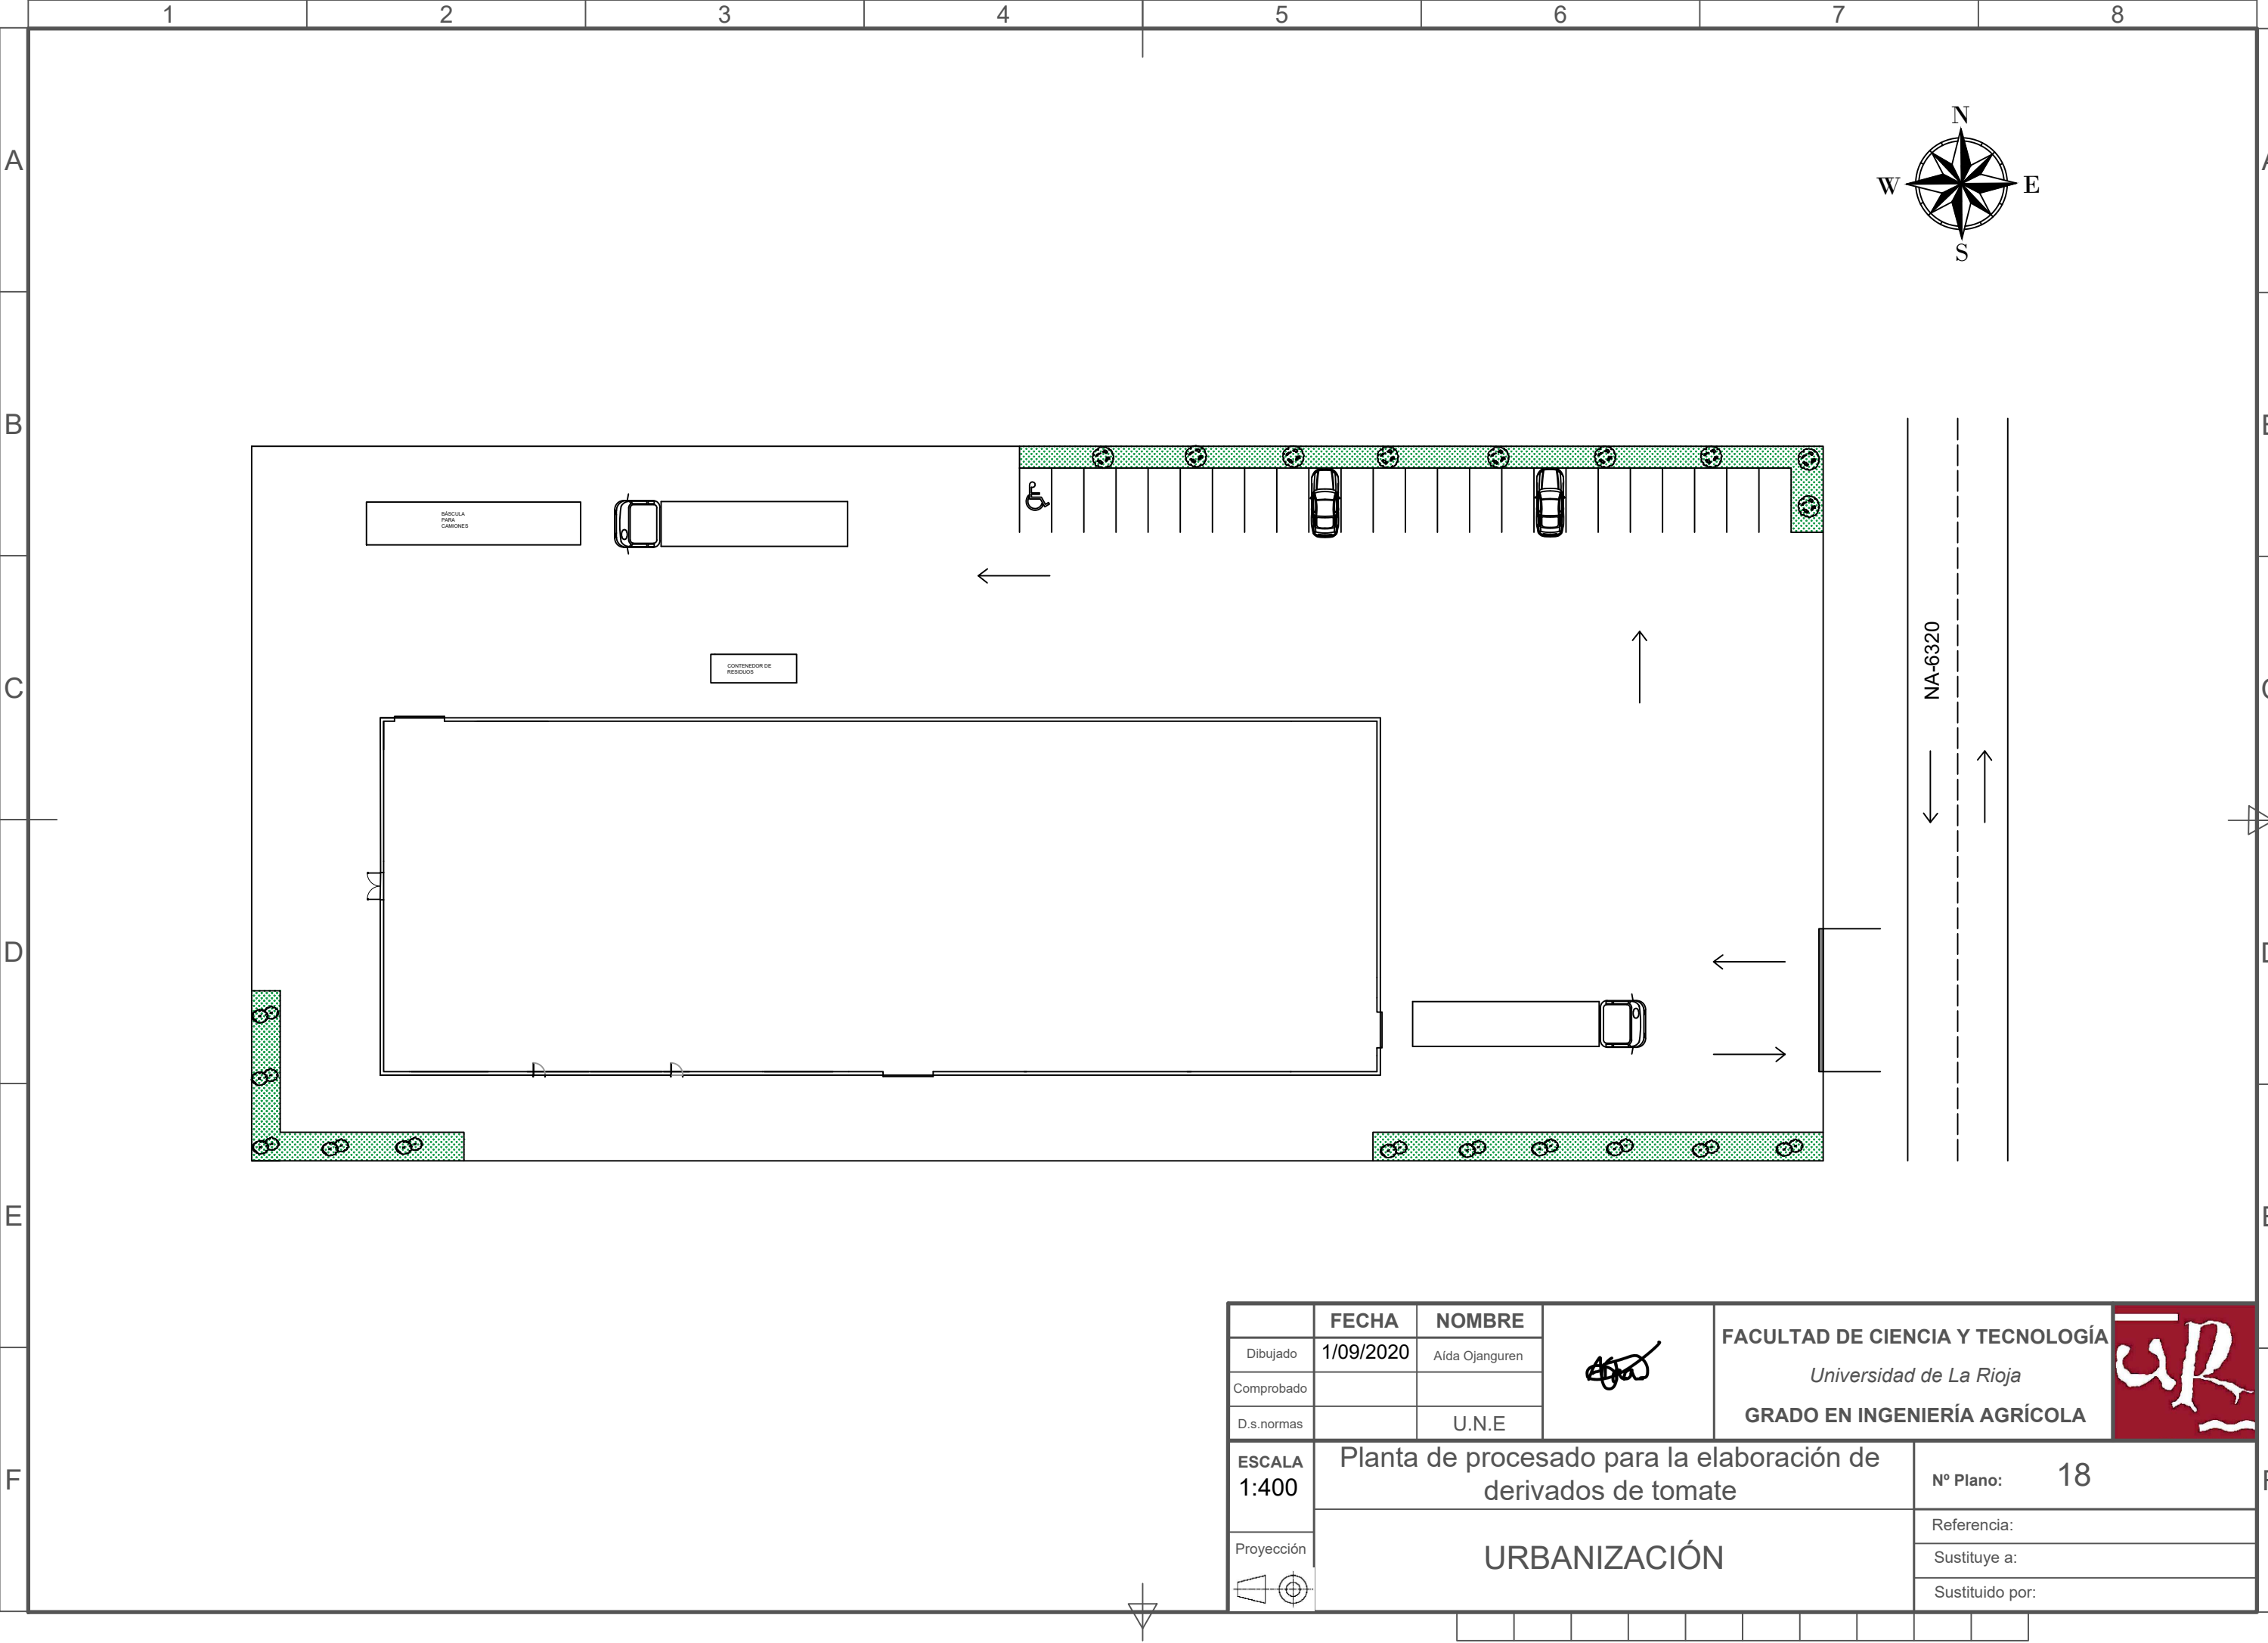 1 2 3 4 5 6 7 8
A
A
N
W E
S
B
BÁSCULA
PARA
CAMIONES
CONTENEDOR DE
RESIDUOS
NA-6320
C
D
E
F
FECHA NOMBRE
Dibujado 1/09/2020 Aída Ojanguren
Comprobado
D.s.normas U.N.E
FACULTAD DE CIENCIA Y TECNOLOGÍA
Universidad de La Rioja
GRADO EN INGENIERÍA AGRÍCOLA
UR
ESCALA
1:400
Planta de procesado para la elaboración de
derivados de tomate
Nº Plano: 18
Proyección
URBANIZACIÓN
Referencia:
Sustituye a:
Sustituido por: